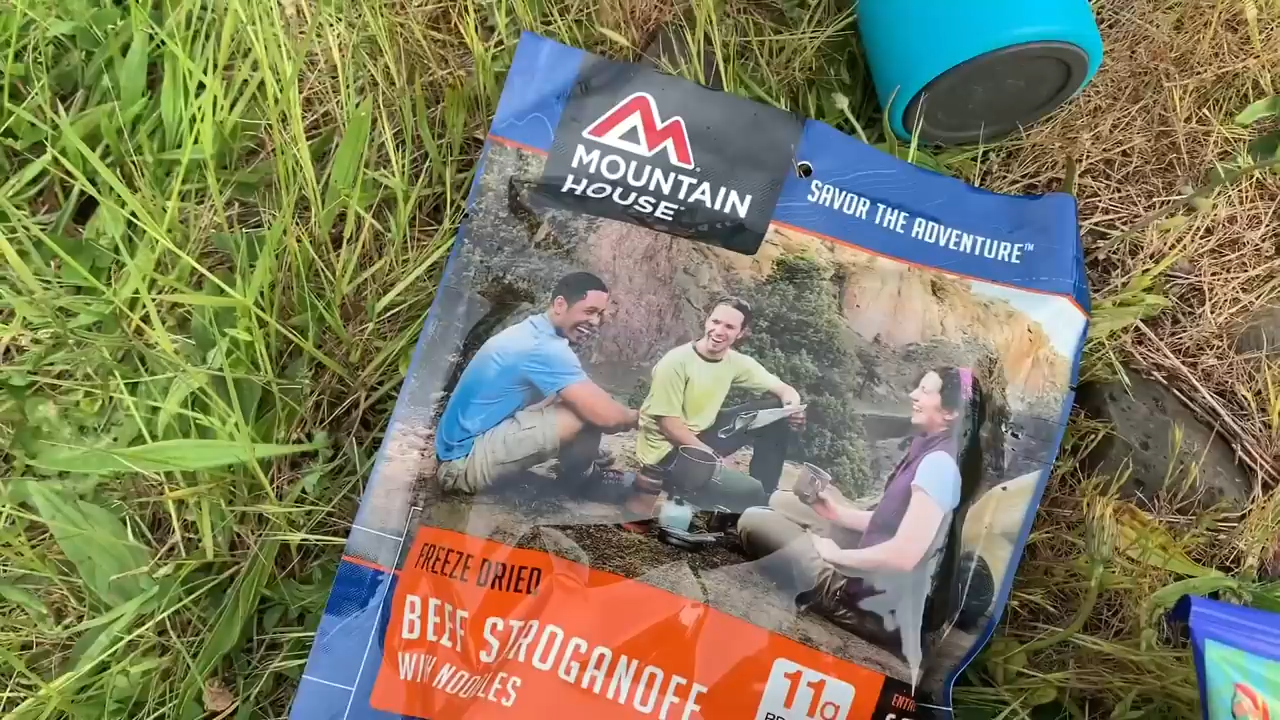 MOUNTAIN
HOUSE
SAVOR THE ADVENTURE™
FREEZE DRIED
BEEF STROGANOFF
WITH NOODLES
11g